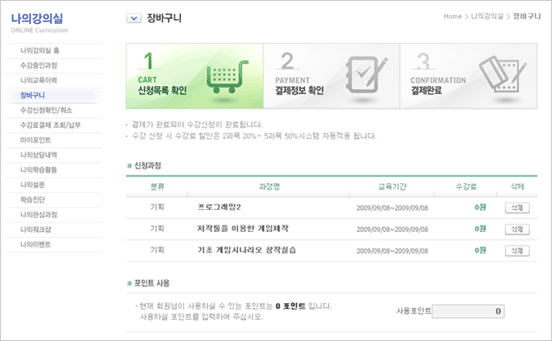 나의강의실
ONLINE Curriculum
나의강의실 홈
수강중인과정
나의교육이력
장바구니
수강신청확인/취소
수강료결제 조회/납부
마이포인트
나의상담내역
나의학습활동
나의설문
학습진단
나의관심과정
나의워크샵
나의이벤트
장바구니
Home > 나의강의실 > 장바구니
1
CART
신청목록 확인
2
PAYMENT
결제정보 확인
3
CONFIRMATION
결제완료
· 결제가 완료되야 수강신청이 완료됩니다.
· 수강 신청 시 수강료 할인은 2과목 20%~ 5과목 50%시스템 자동적용 됩니다.
신청과정
분류 과정명 교육기간 수강료 삭제
기획 프로그래밍2 2009/09/08~2009/09/08 0원 삭제
기획 저작툴을 이용한 게임제작 2009/09/08~2009/09/08 0원 삭제
기획 기초 게임시나리오 창작실습 2009/09/08~2009/09/08 0원 삭제
포인트 사용
· 현재 회원님이 사용하실 수 있는 포인트는 0 포인트 입니다.
사용하실 포인트를 입력하여 주십시오.
사용포인트 0